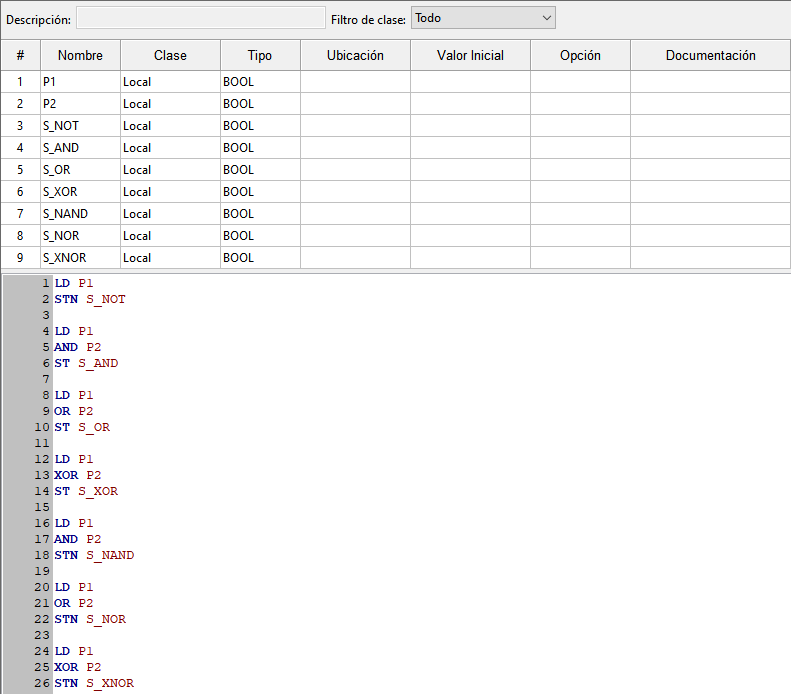 Descripción: Filtro de clase: Todo
# Nombre Clase Tipo Ubicación Valor Inicial Opción Documentación
1 P1 Local BOOL
2 P2 Local BOOL
3 S_NOT Local BOOL
4 S_AND Local BOOL
5 S_OR Local BOOL
6 S_XOR Local BOOL
7 S_NAND Local BOOL
8 S_NOR Local BOOL
9 S_XNOR Local BOOL
1 LD P1
2 STN S_NOT
3
4 LD P1
5 AND P2
6 ST S_AND
7
8 LD P1
9 OR P2
10 ST S_OR
11
12 LD P1
13 XOR P2
14 ST S_XOR
15
16 LD P1
17 AND P2
18 STN S_NAND
19
20 LD P1
21 OR P2
22 STN S_NOR
23
24 LD P1
25 XOR P2
26 STN S_XNOR